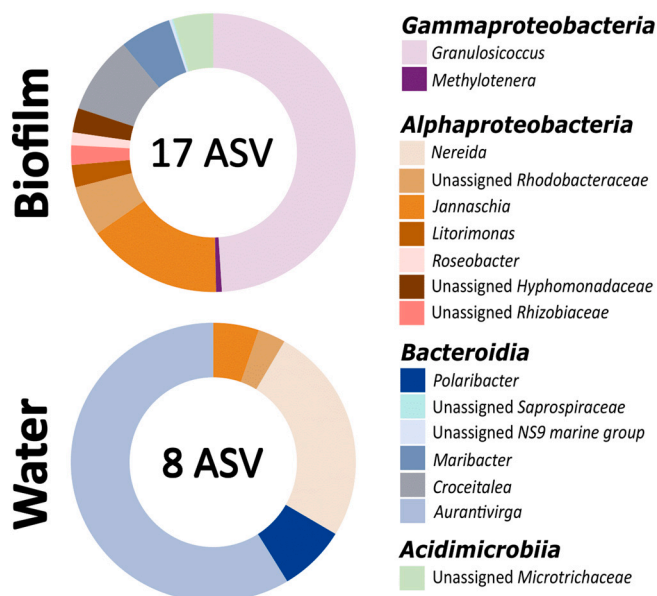 Biofilm
17 ASV
Water
8 ASV
Gammaproteobacteria
Granulosicoccus
Methylotenera
Alphaproteobacteria
Nereida
Unassigned Rhodobacteraceae
Jannaschia
Litorimonas
Roseobacter
Unassigned Hyphomonadaceae
Unassigned Rhizobiaceae
Bacteroidia
Polaribacter
Unassigned Saprospiraceae
Unassigned NS9 marine group
Maribacter
Croceitalea
Aurantivirga
Acidimicrobiia
Unassigned Microtrichaceae